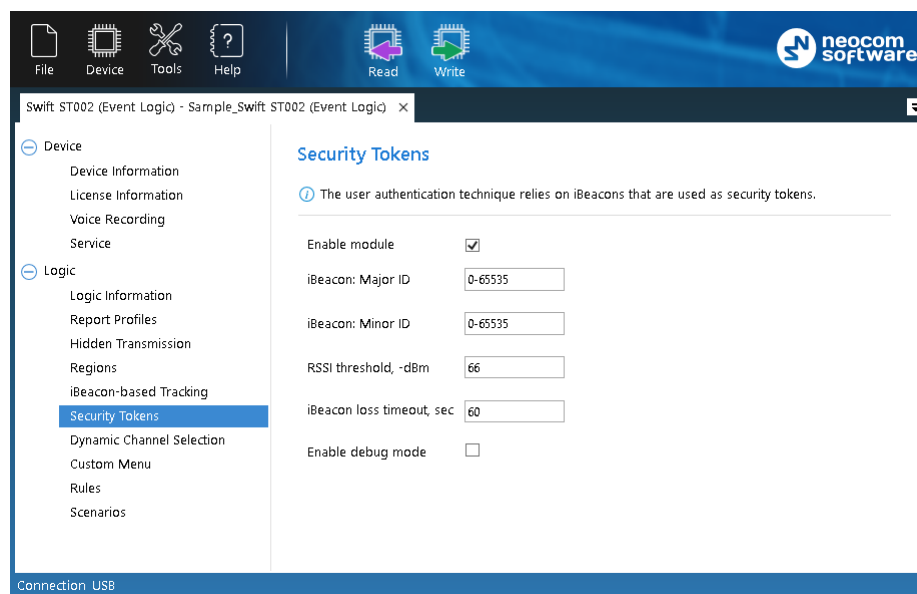 File Device Tools Help Read Write
neocom
software
Swift ST002 (Event Logic) - Sample_Swift ST002 (Event Logic) ×
Device
Device Information
License Information
Voice Recording
Service
Logic
Logic Information
Report Profiles
Hidden Transmission
Regions
iBeacon-based Tracking
Security Tokens
Dynamic Channel Selection
Custom Menu
Rules
Scenarios
Security Tokens
The user authentication technique relies on iBeacons that are used as security tokens.
Enable module
iBeacon: Major ID 0-65535
iBeacon: Minor ID 0-65535
RSSI threshold, -dBm 66
iBeacon loss timeout, sec 60
Enable debug mode
Connection USB